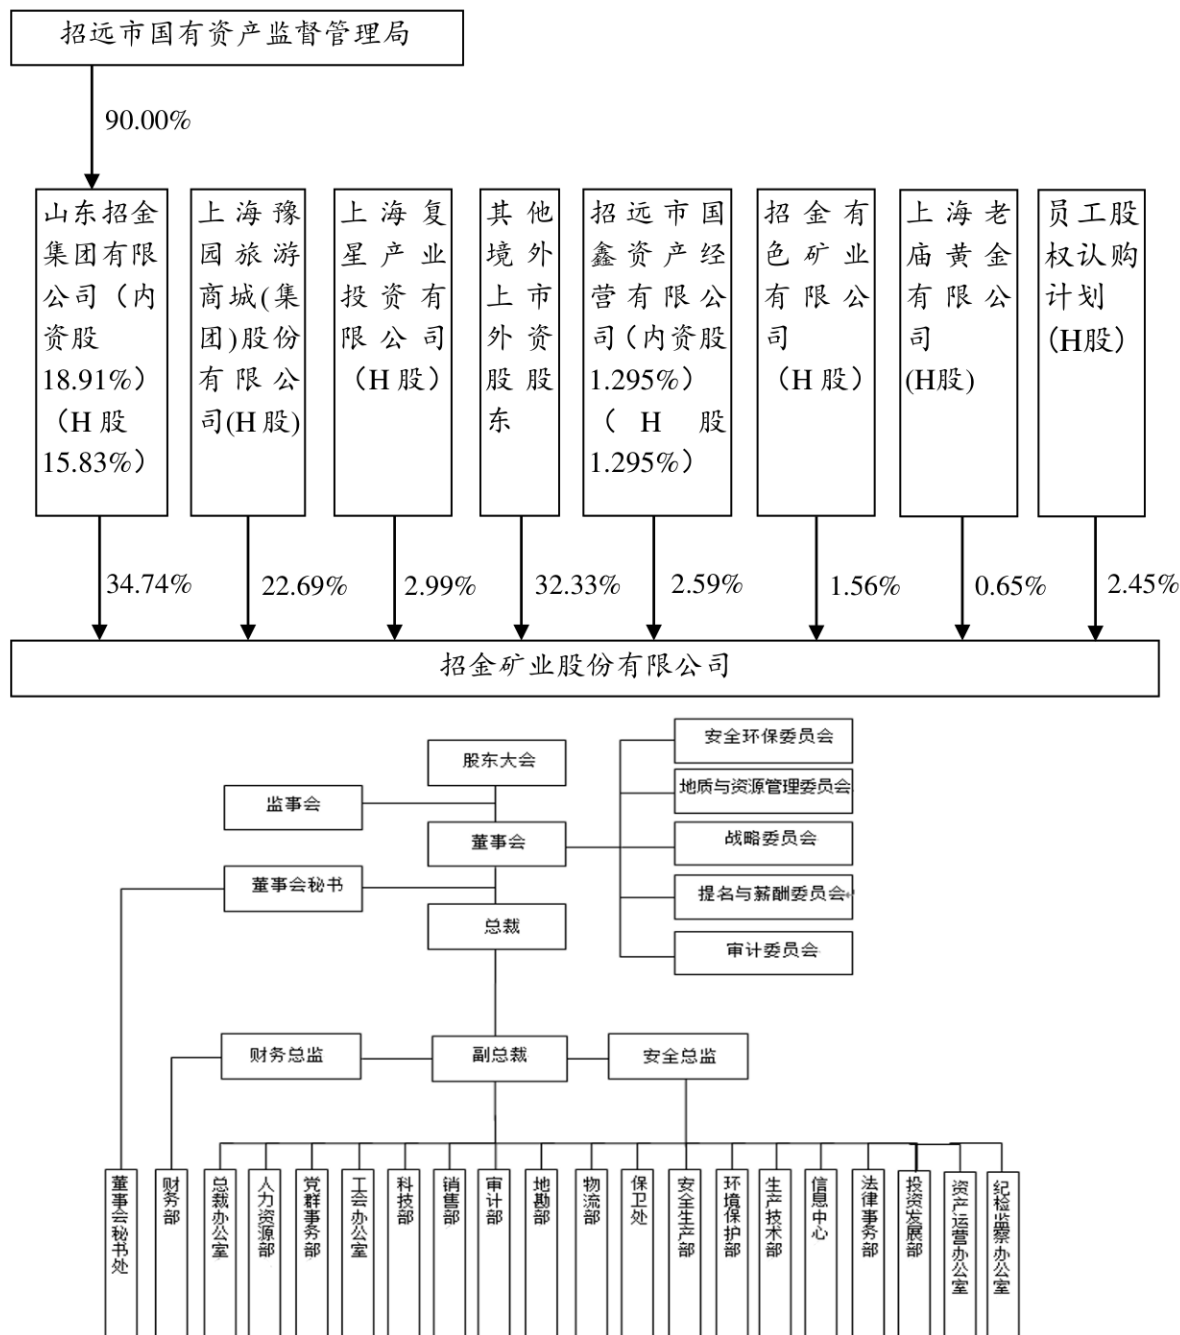 招远市国有资产监督管理局
90.00%
山东招金
集团有限
公司（内
资股
18.91%）
（H 股
15.83%）
上海豫
园旅游
商城(集
团)股份
有限公
司(H 股)
上海复
星产业
投资有
限公司
（H 股）
其他
境外
上市
外资
股股
东
招远市国
鑫资产经
营有限公
司（内资股
1.295%）
（H 股
1.295%）
招金有
色矿业
有限公
司
（H 股）
上海老
庙黄金
有限公
司
(H股)
员工股
权认购
计划
（H股）
34.74%
22.69%
2.99%
32.33%
2.59%
1.56%
0.65%
2.45%
招金矿业股份有限公司
股东大会
监事会
董事会
董事会秘书
总裁
安全环保委员会
地质与资源管理委员会
战略委员会
提名与薪酬委员会
审计委员会
财务总监
副总裁
安全总监
董事会秘书处
财务部
总裁办公室
人力资源部
党群事务部
工会办公室
科技部
销售部
审计部
地勘部
物流部
保卫处
安全生产部
环境保护部
生产技术部
信息中心
法律事务部
投资发展部
资产运营办公室
纪检监察办公室